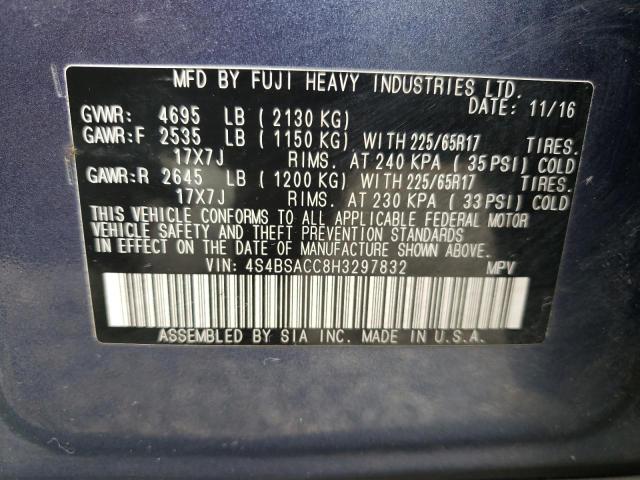 MFD BY FUJI HEAVY INDUSTRIES LTD.
DATE: 11/16
GVWR: 4695 LB ( 2130 KG)
GAWR:F 2535 LB ( 1150 KG) WITH 225/65R17 TIRES.
17X7J RIMS. AT 240 KPA ( 35 PSI) COLD
GAWR:R 2645 LB ( 1200 KG) WITH 225/65R17 TIRES.
17X7J RIMS. AT 230 KPA ( 33 PSI) COLD
THIS VEHICLE CONFORMS TO ALL APPLICABLE FEDERAL MOTOR
VEHICLE SAFETY AND THEFT PREVENTION STANDARDS
IN EFFECT ON THE DATE OF MANUFACTURE SHOWN ABOVE.
VIN: 4S4BSACC8H3297832 MPV
ASSEMBLED BY SIA INC. MADE IN U.S.A.